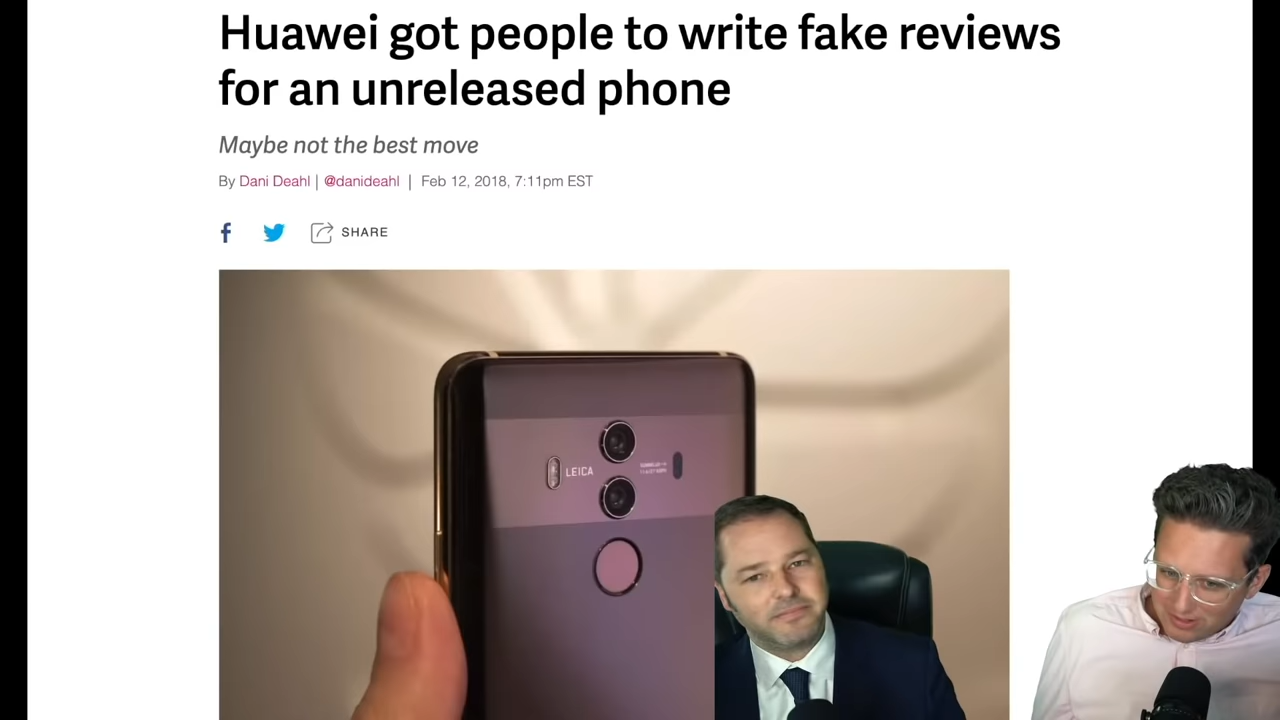 Huawei got people to write fake reviews
for an unreleased phone
Maybe not the best move
By Dani Deahl | @danideahl | Feb 12, 2018, 7:11pm EST
f
SHARE
LEICA